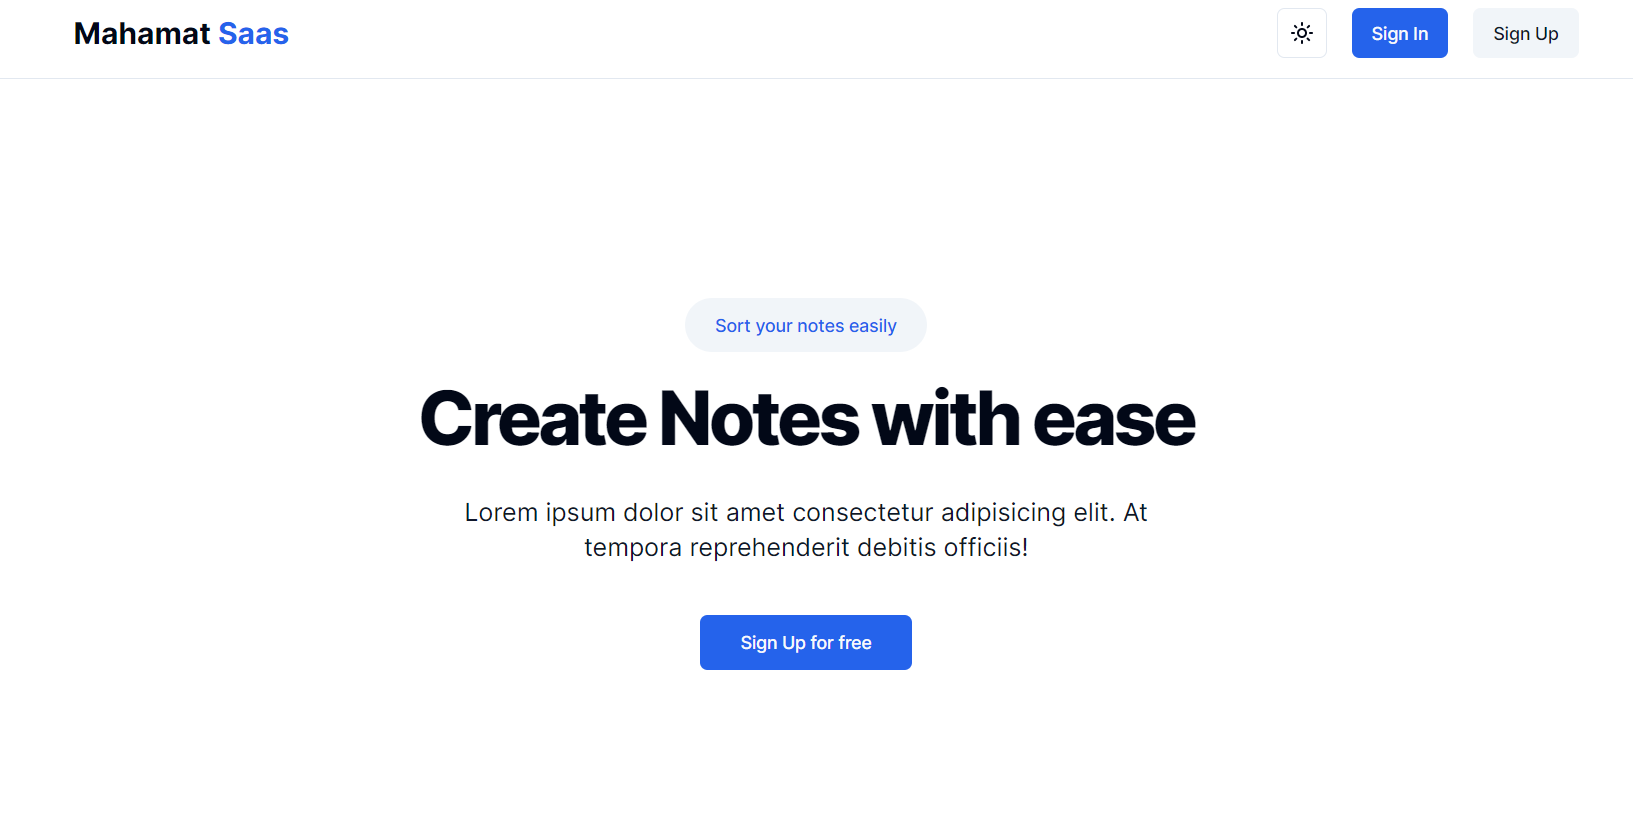 Mahamat Saas
Sign In
Sign Up
Sort your notes easily
Create Notes with ease
Lorem ipsum dolor sit amet consectetur adipisicing elit. At
tempora reprehenderit debitis officiis!
Sign Up for free